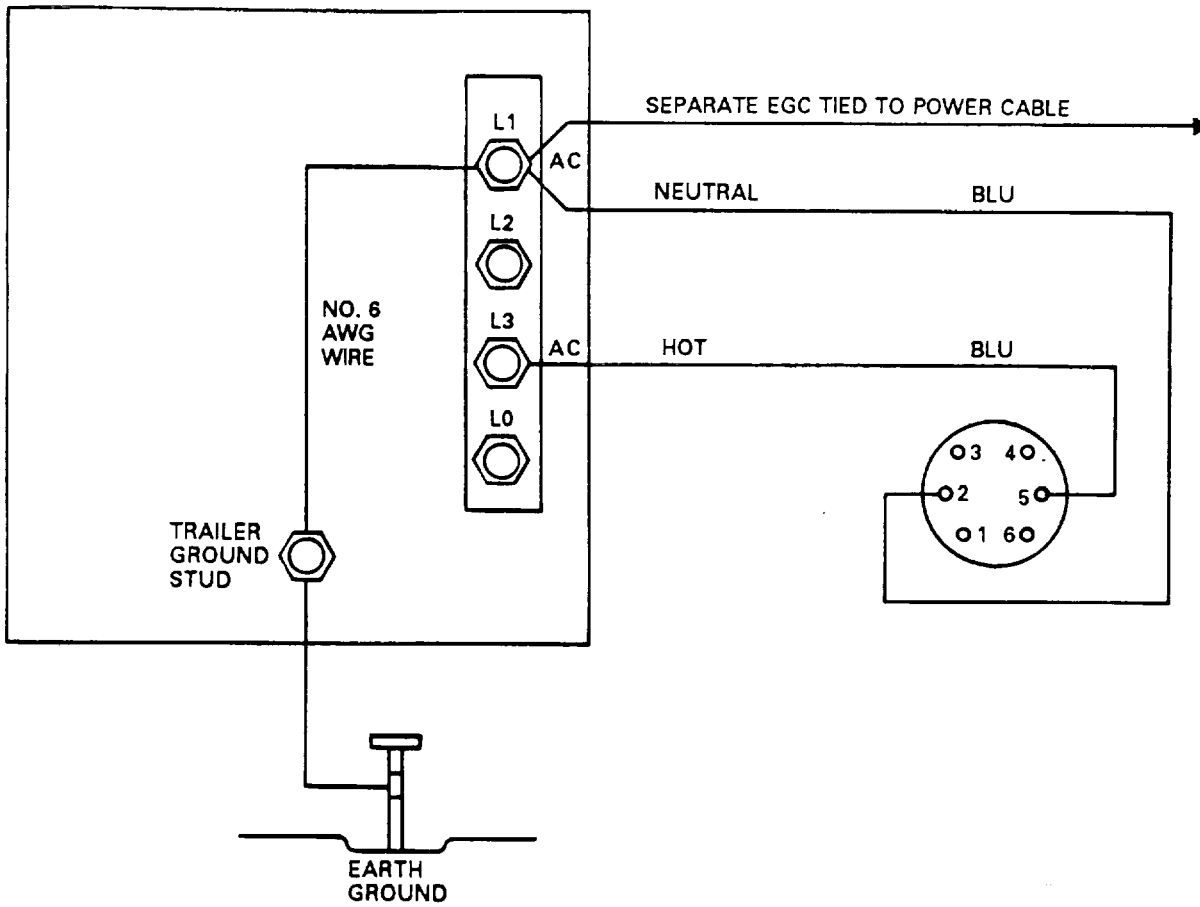 SEPARATE EGC TIED TO POWER CABLE
L1
AC
NEUTRAL BLU
L2
NO. 6
AWG
WIRE
L3
AC HOT BLU
L0
3 4
2 5
1 6
TRAILER
GROUND
STUD
EARTH
GROUND